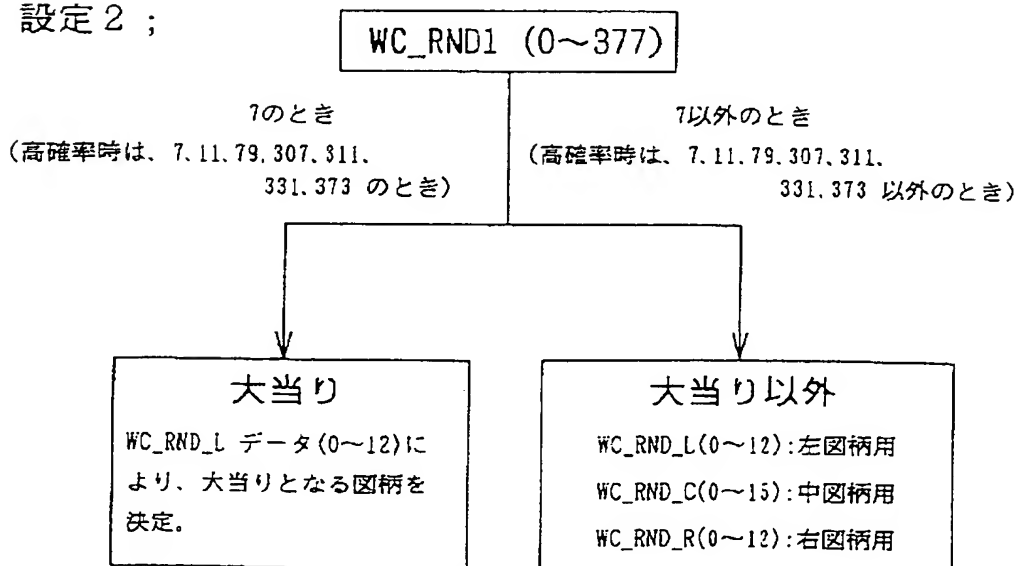 設定2;
WC_RND1 (0〜377)
7のとき
(高確率時は、7.11.79.307.311.
331.373 のとき)
7以外のとき
(高確率時は、7.11.79.307.311.
331.373 以外のとき)
大当り
WC_RND_L データ(0〜12)に
より、大当りとなる図柄を
決定。
大当り以外
WC_RND_L(0〜12):左図柄用
WC_RND_C(0〜15):中図柄用
WC_RND_R(0〜12):右図柄用